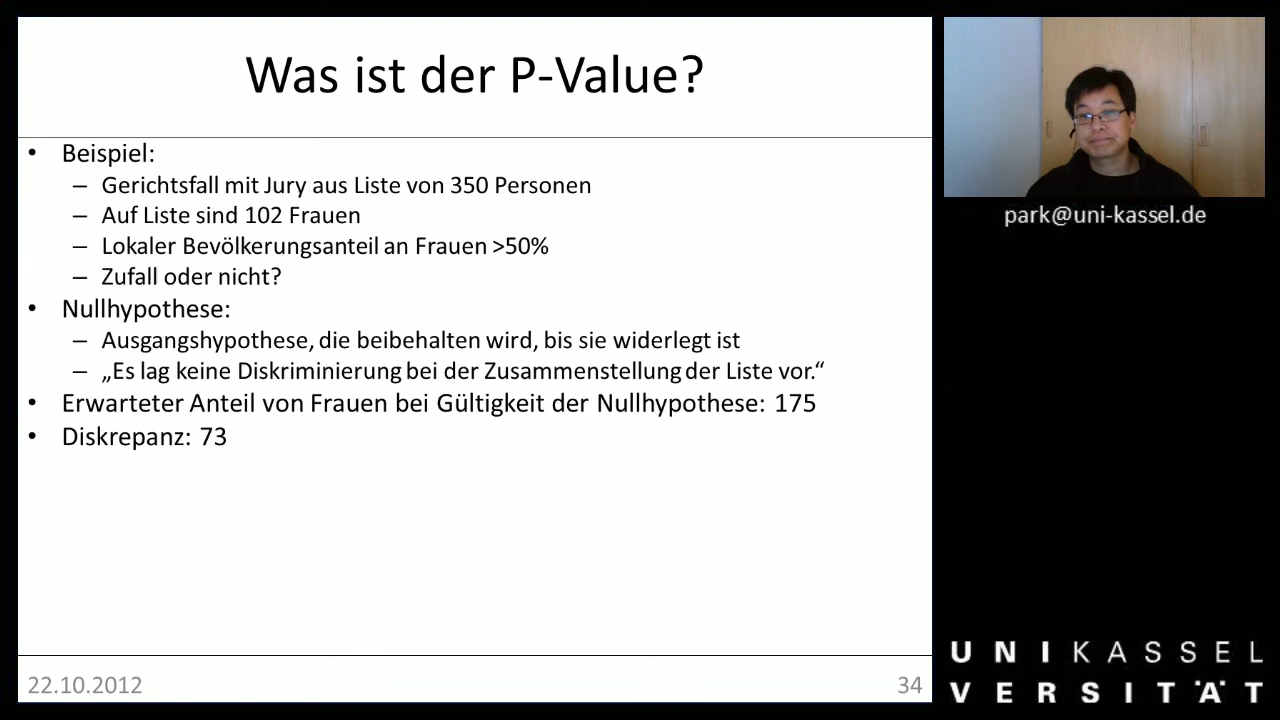 Was ist der P-Value?
• Beispiel:
– Gerichtsfall mit Jury aus Liste von 350 Personen
– Auf Liste sind 102 Frauen
– Lokaler Bevölkerungsanteil an Frauen >50%
– Zufall oder nicht?
• Nullhypothese:
– Ausgangshypothese, die beibehalten wird, bis sie widerlegt ist
– „Es lag keine Diskriminierung bei der Zusammenstellung der Liste vor.“
• Erwarteter Anteil von Frauen bei Gültigkeit der Nullhypothese: 175
• Diskrepanz: 73
22.10.2012
34
park@uni-kassel.de
UNIKASSEL
VERSITÄT